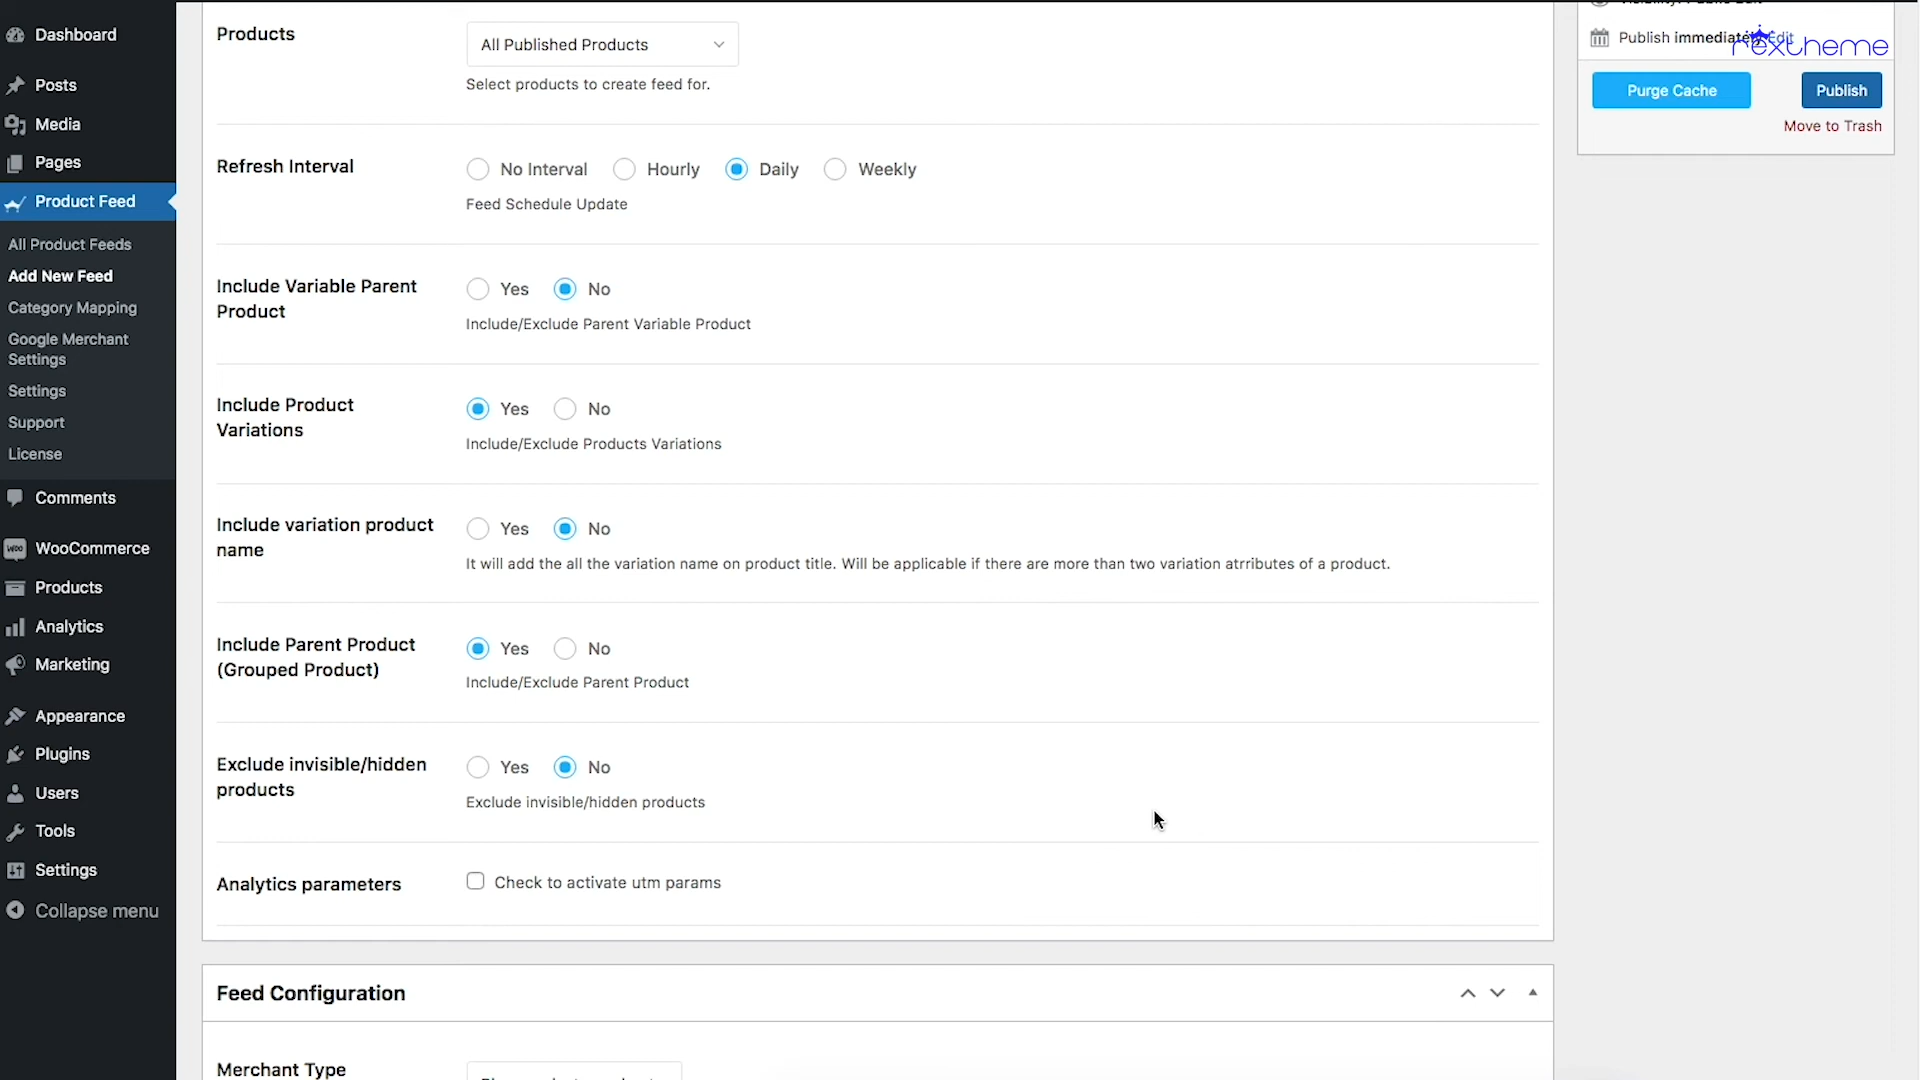 Dashboard
Posts
Media
Pages
Product Feed
All Product Feeds
Add New Feed
Category Mapping
Google Merchant
Settings
Settings
Support
License
Comments
WooCommerce
Products
Analytics
Marketing
Appearance
Plugins
Users
Tools
Settings
Collapse menu
Products
All Published Products
Select products to create feed for.
Refresh Interval
No Interval Hourly Daily Weekly
Feed Schedule Update
Include Variable Parent
Product
Yes No
Include/Exclude Parent Variable Product
Include Product
Variations
Yes No
Include/Exclude Products Variations
Include variation product
name
Yes No
It will add the all the variation name on product title. Will be applicable if there are more than two variation atrributes of a product.
Include Parent Product
(Grouped Product)
Yes No
Include/Exclude Parent Product
Exclude invisible/hidden
products
Yes No
Exclude invisible/hidden products
Analytics parameters
Check to activate utm params
Feed Configuration
Merchant Type
Publish immediately Edit
rextheme
Purge Cache
Publish
Move to Trash